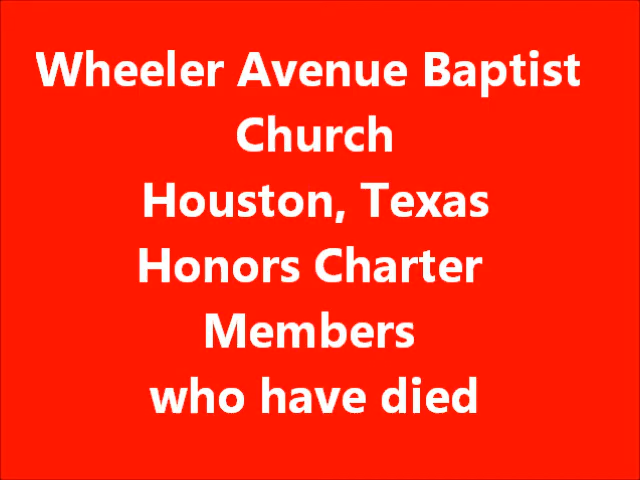 Wheeler Avenue Baptist
Church
Houston, Texas
Honors Charter
Members
who have died